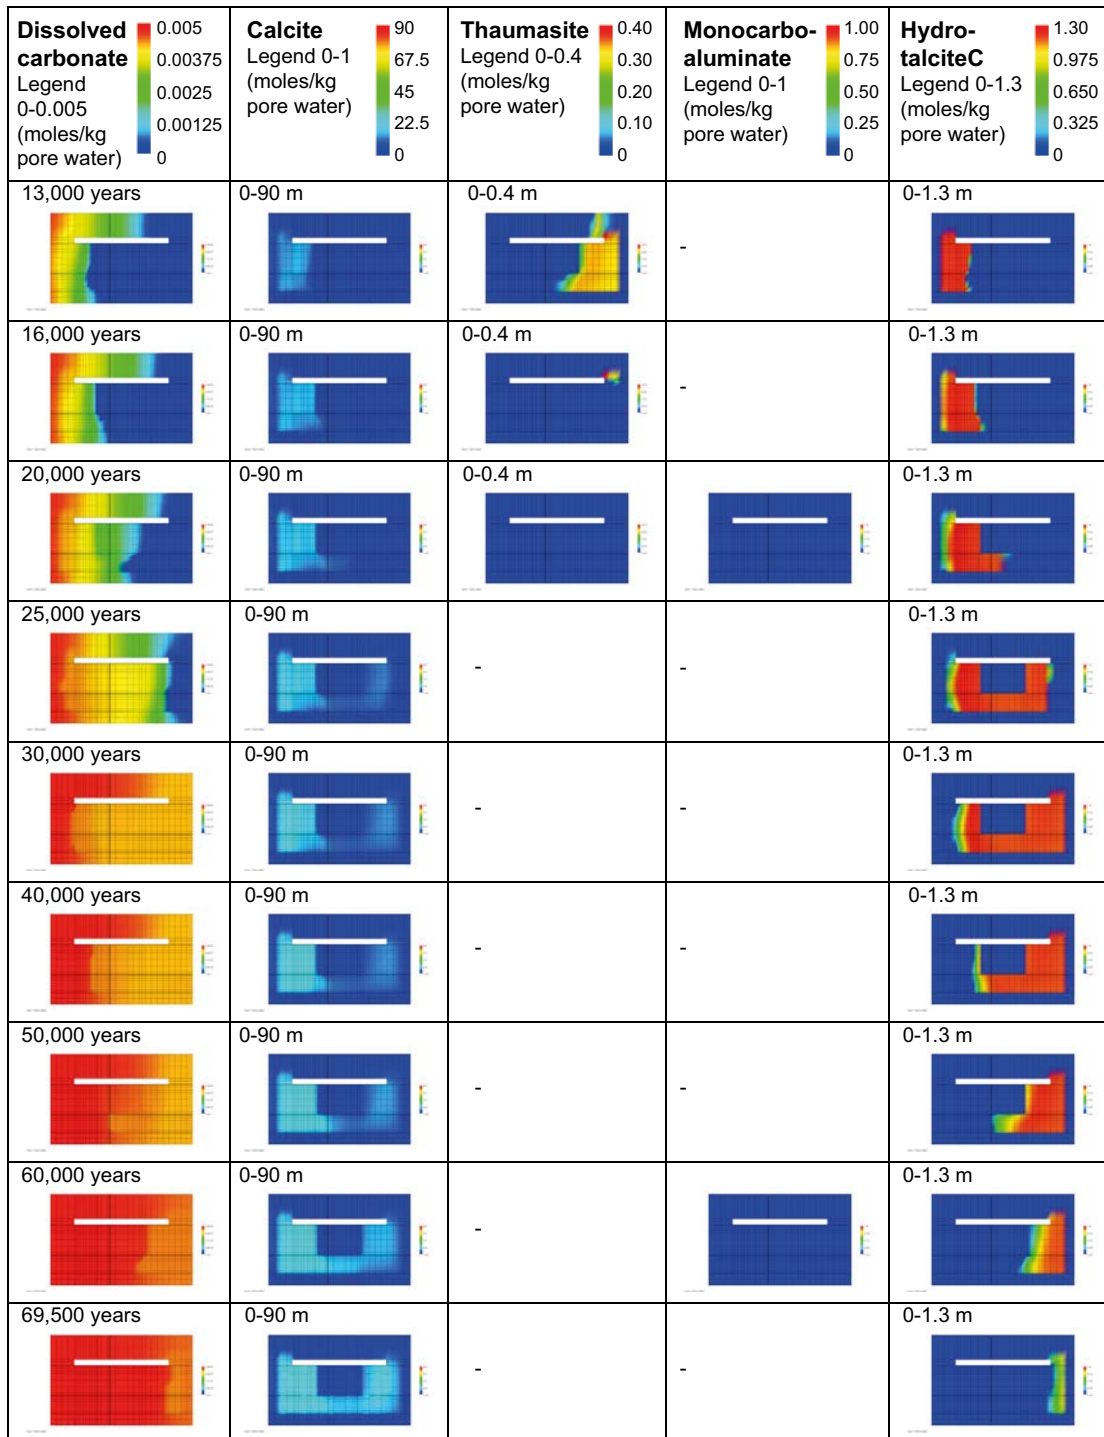 Dissolved carbonate
Legend
0-0.005
(moles/kg
pore water)
0.005
0.00375
0.0025
0.00125
0
Calcite
Legend 0-1
(moles/kg
pore water)
90
67.5
45
22.5
0
Thaumasite
Legend 0-0.4
(moles/kg
pore water)
0.40
0.30
0.20
0.10
0
Monocarbo-
aluminate
Legend 0-1
(moles/kg
pore water)
1.00
0.75
0.50
0.25
0
Hydro-
talciteC
Legend 0-1.3
(moles/kg
pore water)
1.30
0.975
0.650
0.325
0
13,000 years
0-90 m
0-0.4 m
-
0-1.3 m
16,000 years
0-90 m
0-0.4 m
-
0-1.3 m
20,000 years
0-90 m
0-0.4 m
0-1.3 m
25,000 years
0-90 m
-
-
0-1.3 m
30,000 years
0-90 m
-
-
0-1.3 m
40,000 years
0-90 m
-
-
0-1.3 m
50,000 years
0-90 m
-
-
0-1.3 m
60,000 years
0-90 m
-
0-1.3 m
69,500 years
0-90 m
-
-
0-1.3 m